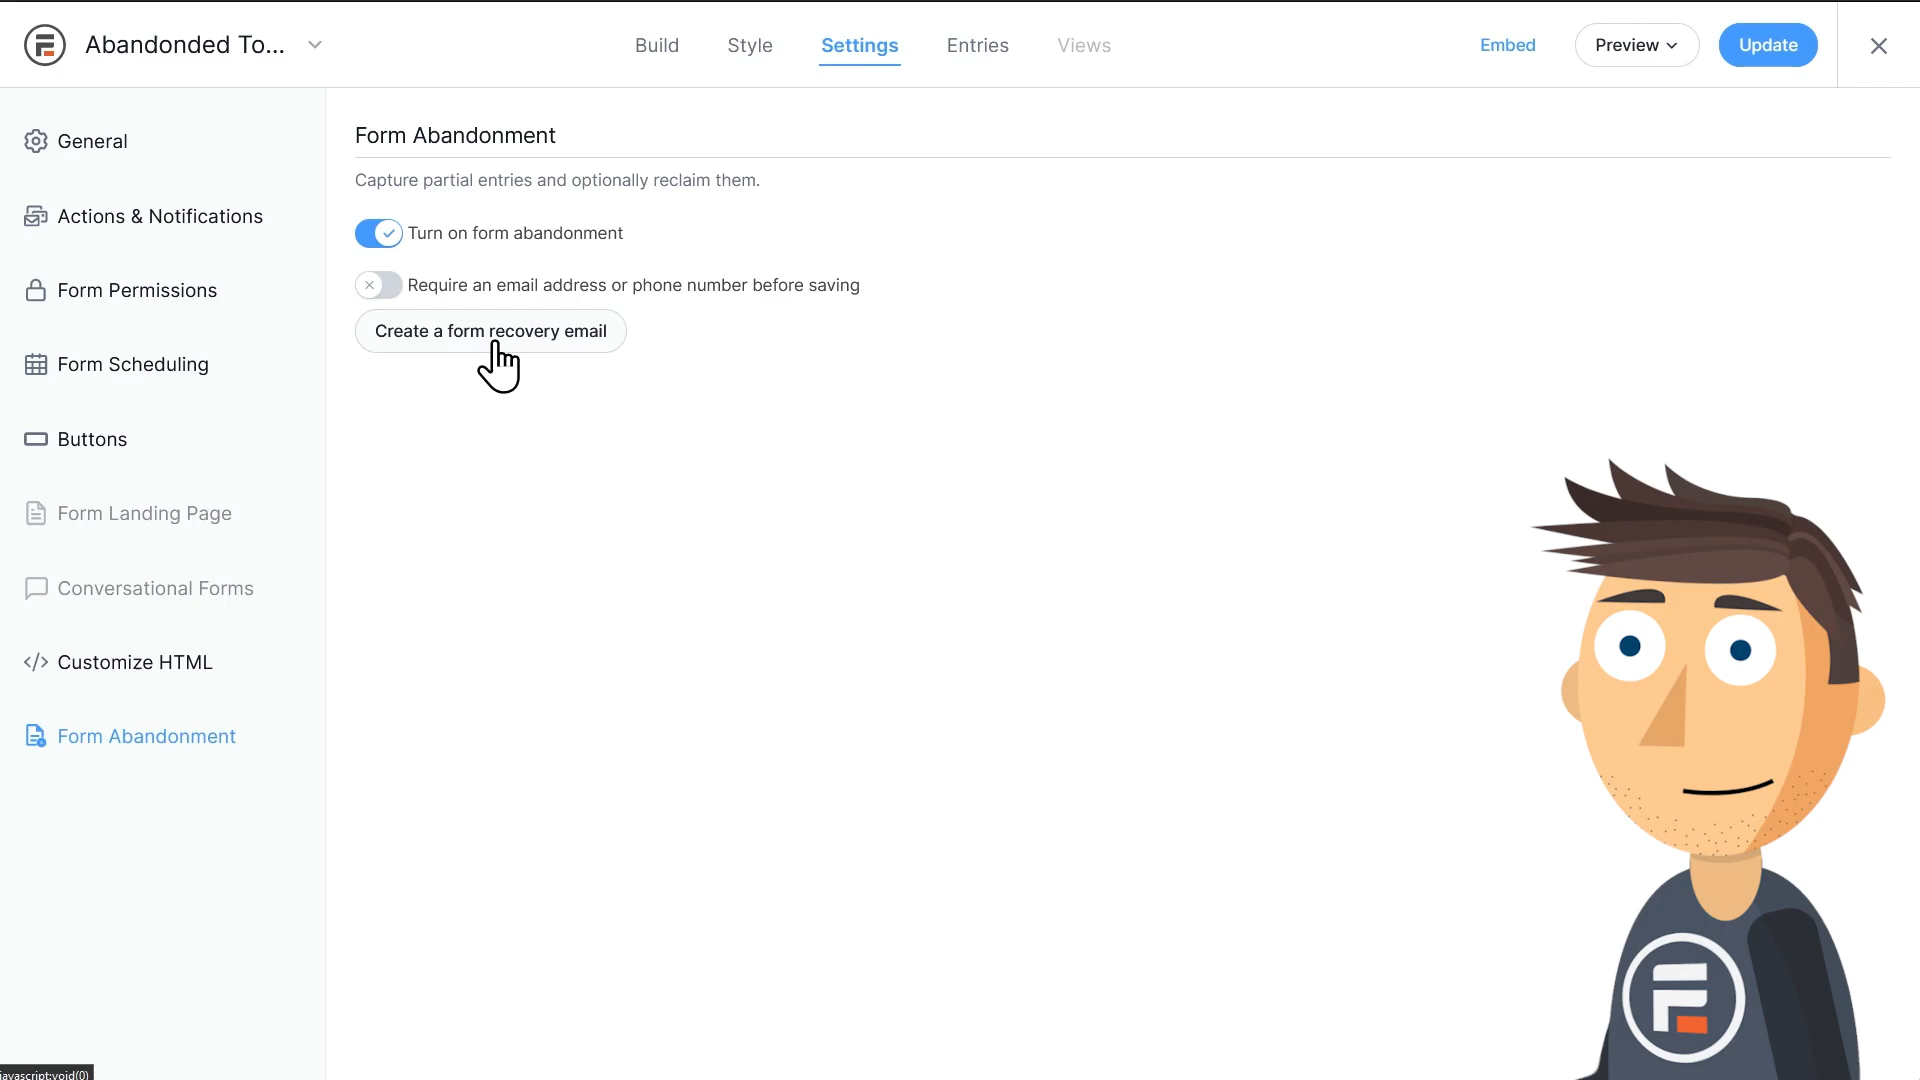 Abandonded To...
Build
Style
Settings
Entries
Views
Embed
Preview
Update
General
Actions & Notifications
Form Permissions
Form Scheduling
Buttons
Form Landing Page
Conversational Forms
Customize HTML
Form Abandonment
Form Abandonment
Capture partial entries and optionally reclaim them.
Turn on form abandonment
Require an email address or phone number before saving
Create a form recovery email
javascript:void(0)